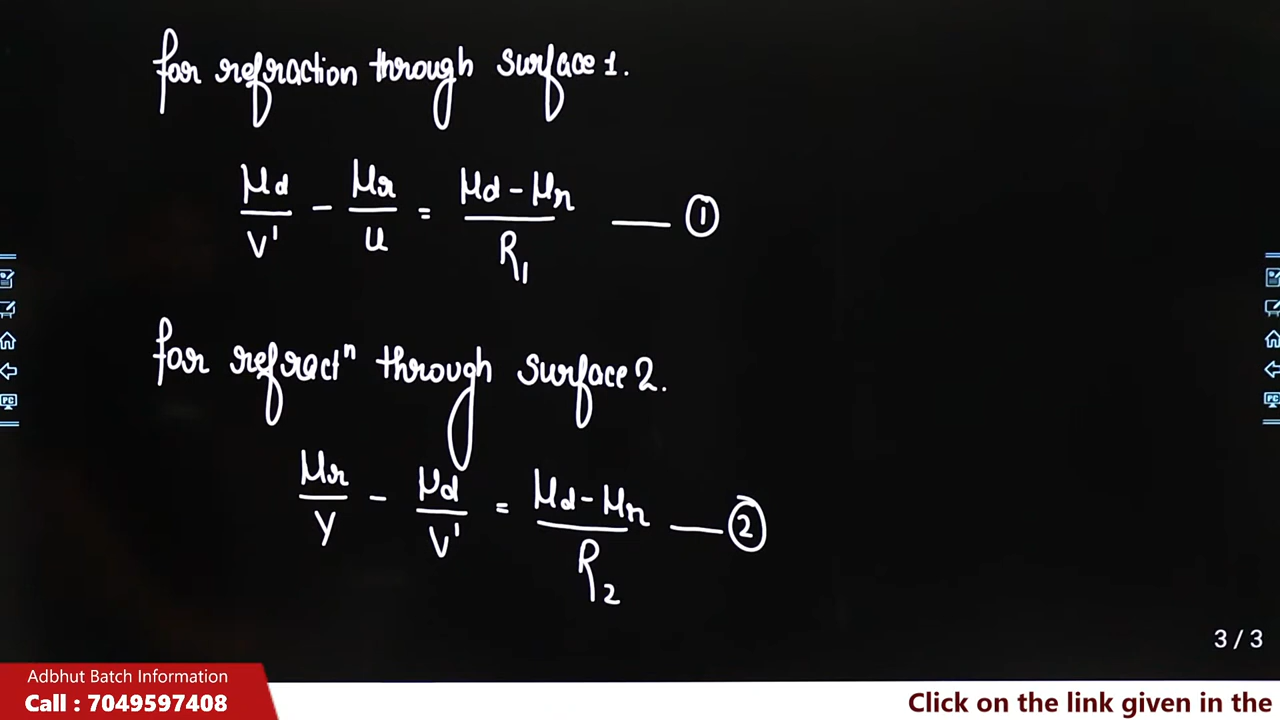 for refraction through surface 1.
μd/v' - μr/u = μd - μr/R₁ — ①
for refractⁿ through surface 2.
μr/v - μd/v' = μd - μr/R₂ — ②
3 / 3
Adbhut Batch Information
Call : 7049597408
Click on the link given in the